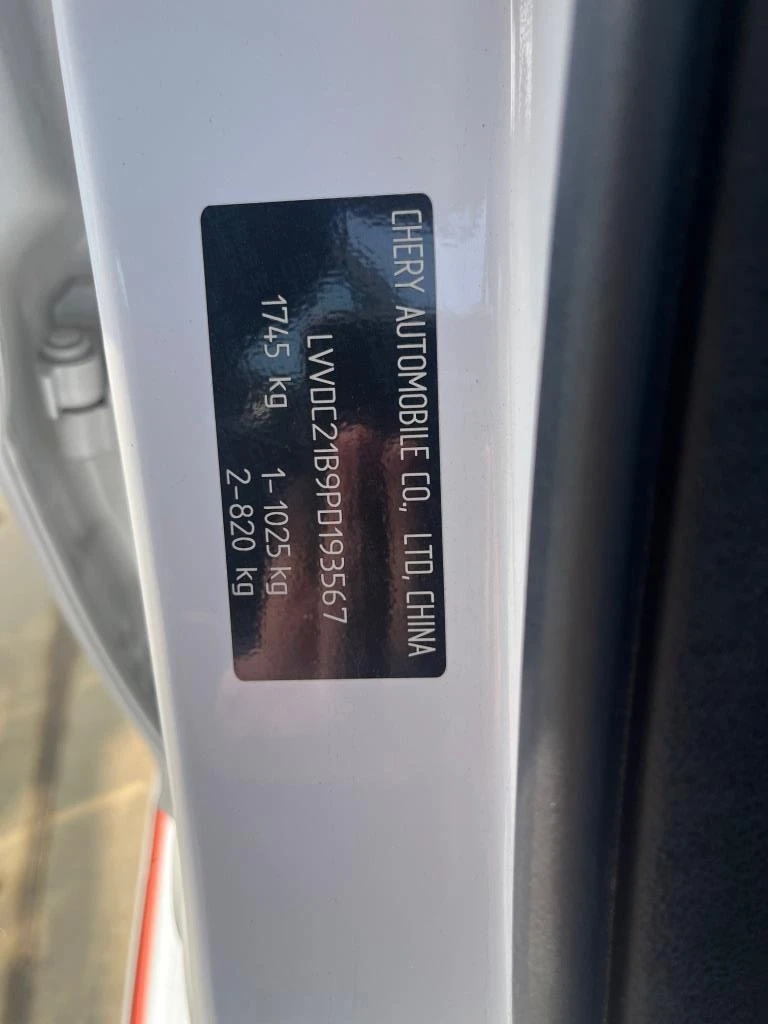 CHERY AUTOMOBILE CO., LTD, CHINA
LVVDC21B9PD193567
1745 kg 1-1025 kg
2-820 kg